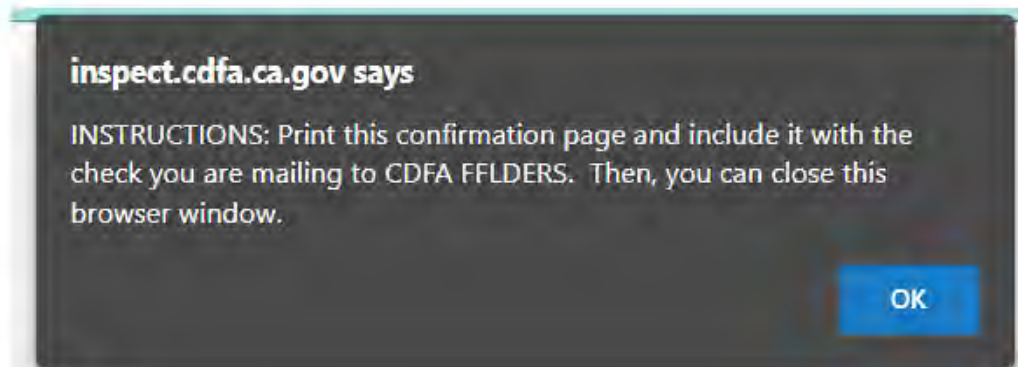 inspect.cdfa.ca.gov says
INSTRUCTIONS: Print this confirmation page and include it with the
check you are mailing to CDFA FFLDERS.  Then, you can close this
browser window.
OK